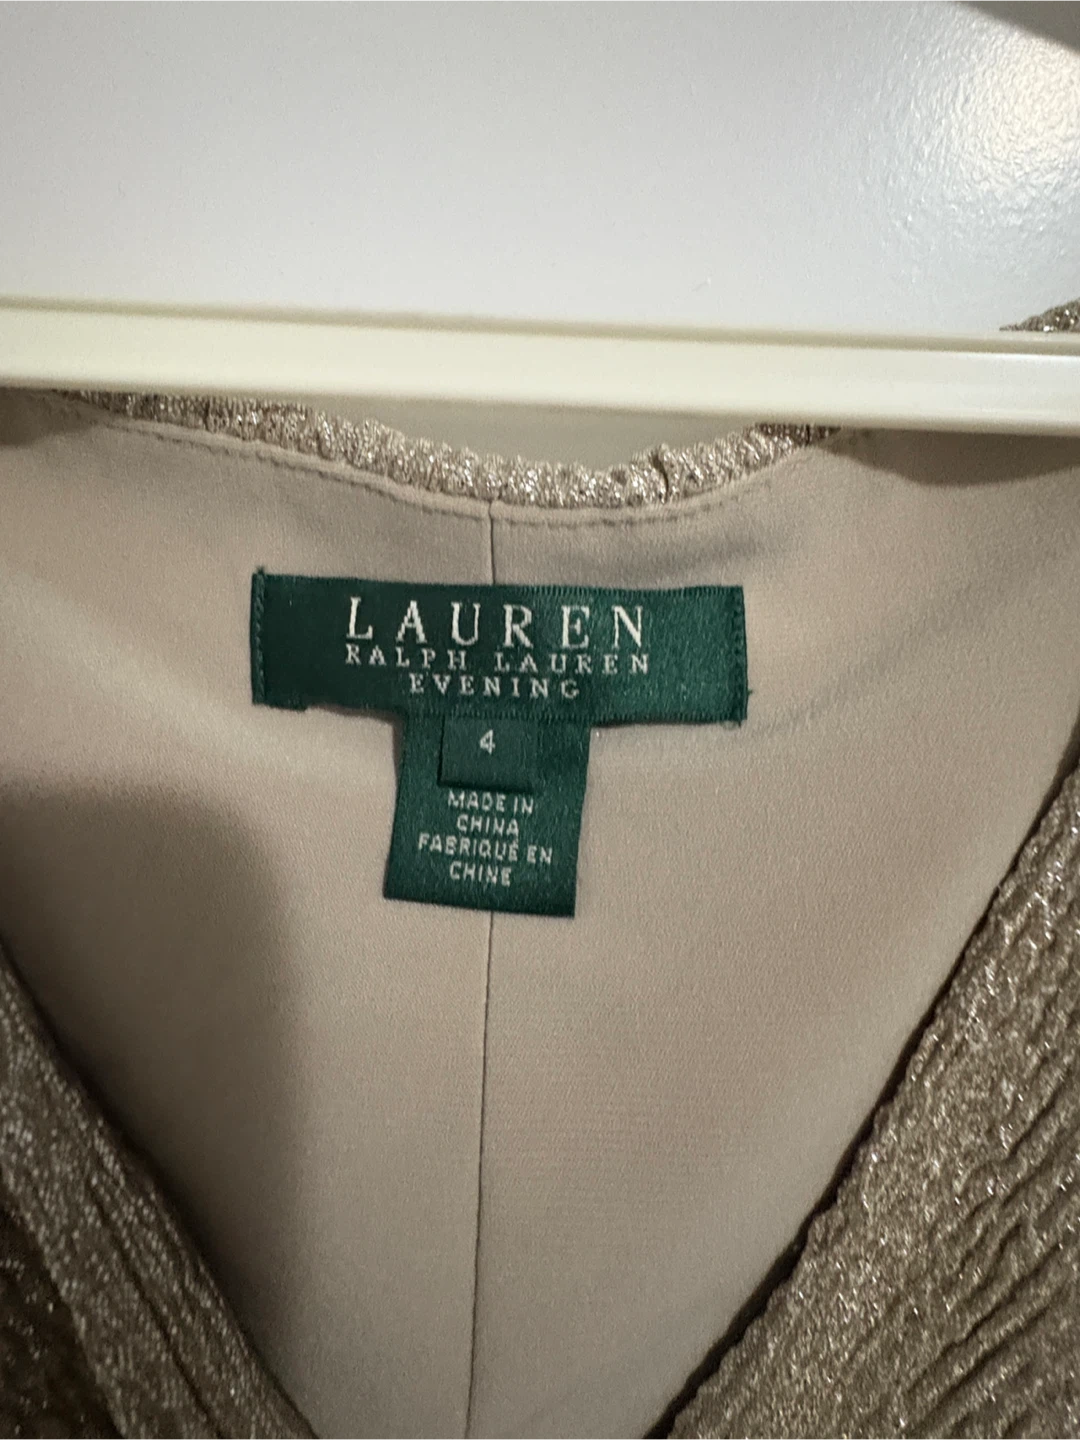 LAUREN
RALPH LAUREN
EVENING
4
MADE IN
CHINA
FABRIQUÉ EN
CHINE